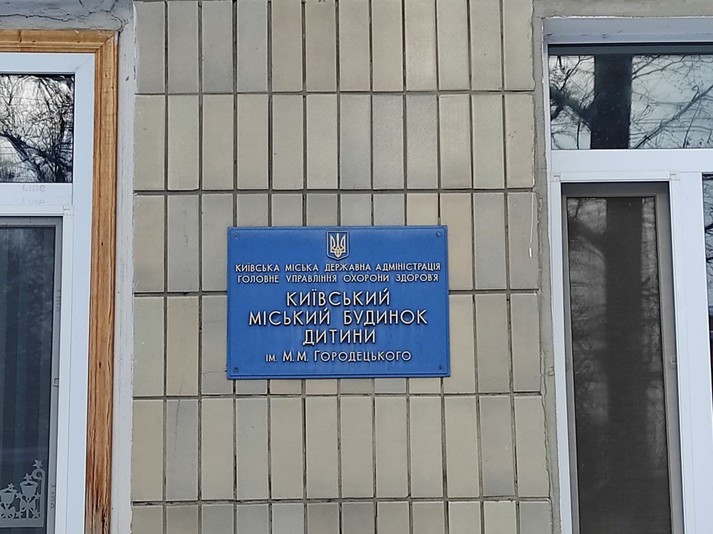 КИЇВСЬКА МІСЬКА ДЕРЖАВНА АДМІНІСТРАЦІЯ
ГОЛОВНЕ УПРАВЛІННЯ ОХОРОНИ ЗДОРОВ'Я
КИЇВСЬКИЙ
МІСЬКИЙ БУДИНОК
ДИТИНИ
ІМ. М.М. ГОРОДЕЦЬКОГО